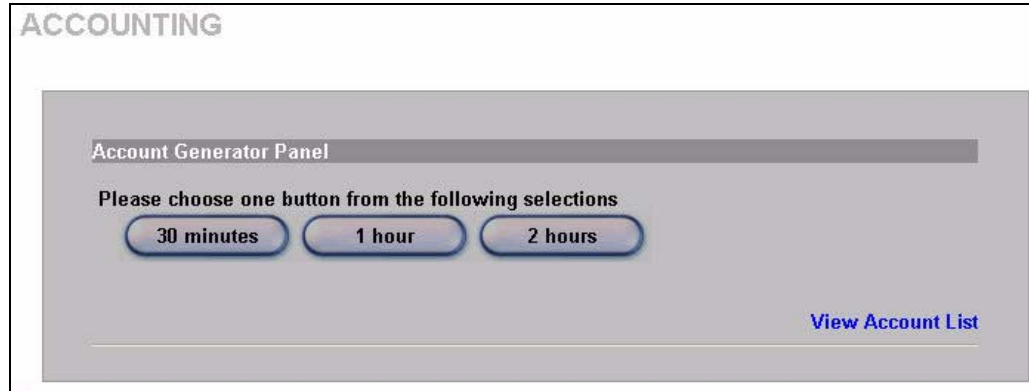 ACCOUNTING
Account Generator Panel
Please choose one button from the following selections
30 minutes 1 hour 2 hours
View Account List